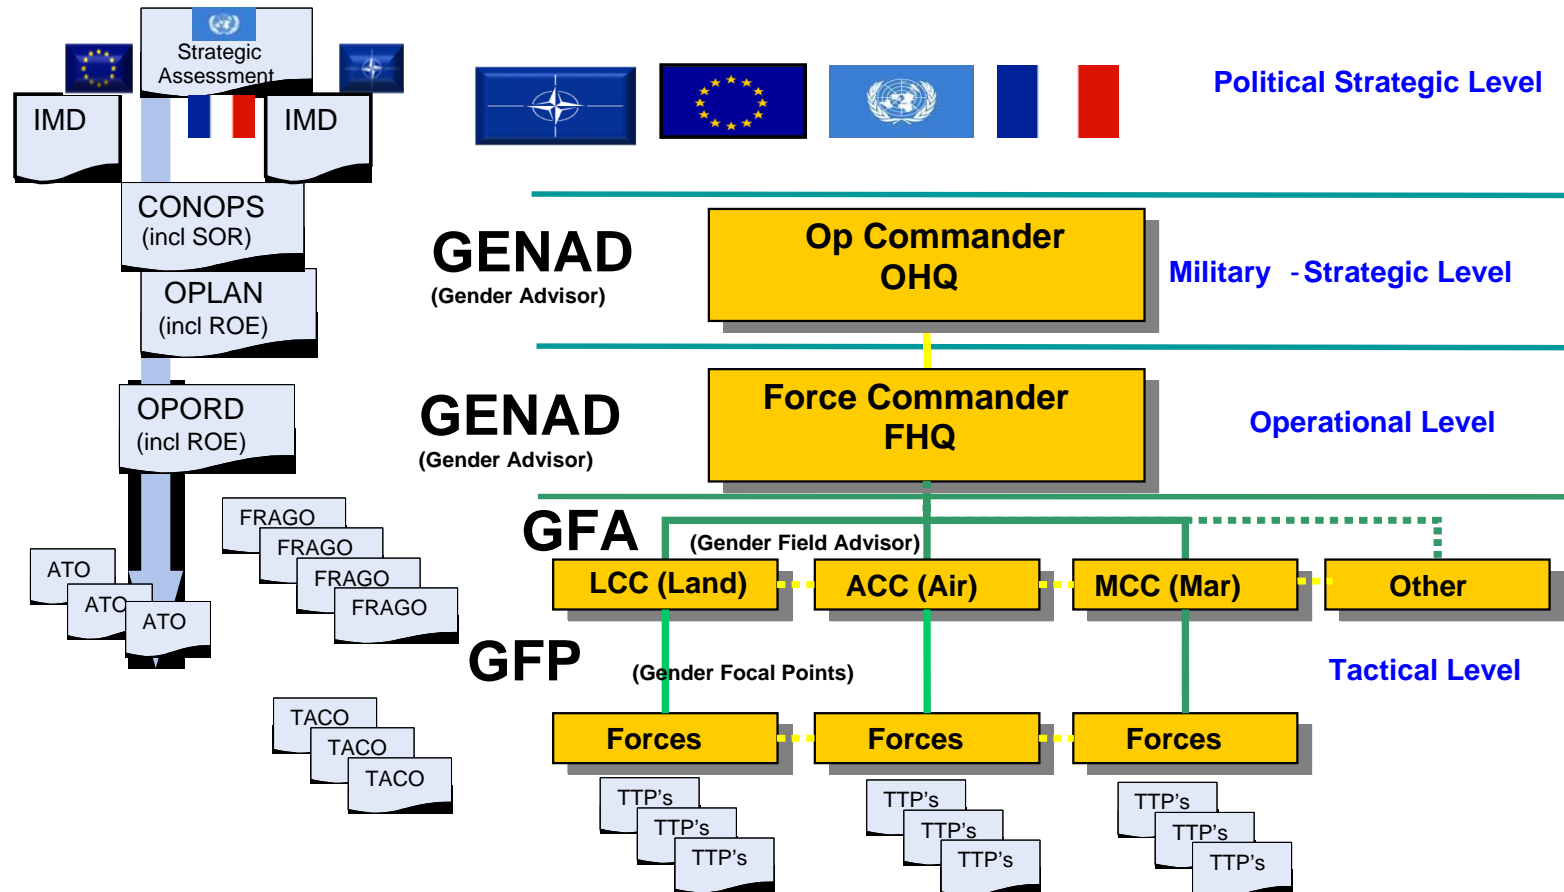 Strategic
Assessment
IMD
IMD
CONOPS
(incl SOR)
OPLAN
(incl ROE)
OPORD
(incl ROE)
FRAGO
FRAGO
FRAGO
FRAGO
ATO
ATO
ATO
TACO
TACO
TACO
Political Strategic Level
GENAD
(Gender Advisor)
Op Commander
OHQ
Military - Strategic Level
GENAD
(Gender Advisor)
Force Commander
FHQ
Operational Level
GFA
(Gender Field Advisor)
LCC (Land)
ACC (Air)
MCC (Mar)
Other
GFP
(Gender Focal Points)
Tactical Level
Forces
Forces
Forces
TTP's
TTP's
TTP's
TTP's
TTP's
TTP's
TTP's
TTP's
TTP's